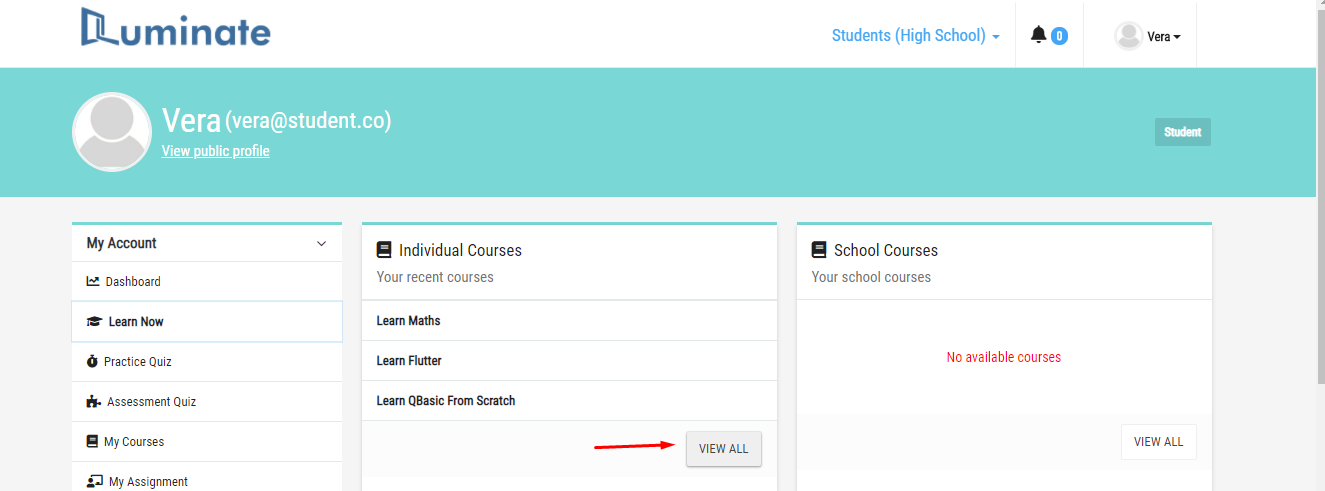 Luminate
Students (High School)
0
Vera
Vera (vera@student.co)
View public profile
Student
My Account
Dashboard
Learn Now
Practice Quiz
Assessment Quiz
My Courses
My Assignment
Individual Courses
Your recent courses
Learn Maths
Learn Flutter
Learn QBasic From Scratch
VIEW ALL
School Courses
Your school courses
No available courses
VIEW ALL